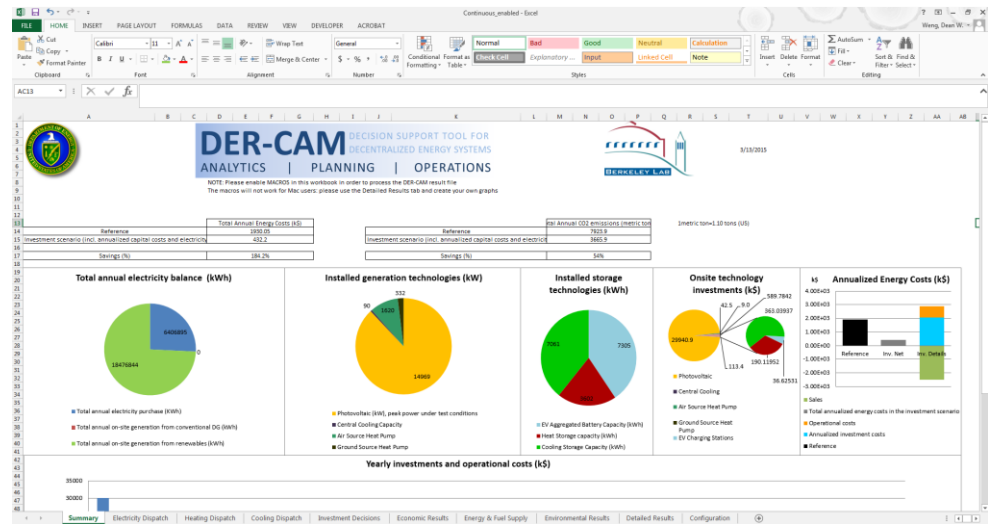 Continuous_enabled - Excel
FILE HOME INSERT PAGE LAYOUT FORMULAS DATA REVIEW VIEW DEVELOPER ACROBAT Weng, Dean W.
Cut
Copy
Format Painter
Paste
Clipboard
Calibri 11
Font
Wrap Text
Merge & Center
Alignment
General
Number
Conditional Formatting
Format as Table
Normal Bad Good Neutral Calculation
Check Cell Explanatory ... Input Linked Cell Note
Styles
Insert Delete Format
Cells
AutoSum
Fill
Clear
Sort & Filter
Find & Select
Editing
AC13
A B C D E F G H I J K L M N O P Q R S T U V W X Y Z AA AB
DER-CAM
DECISION SUPPORT TOOL FOR
DECENTRALIZED ENERGY SYSTEMS
ANALYTICS | PLANNING | OPERATIONS
BERKELEY LAB
3/13/2015
NOTE: Please enable MACROS in this workbook in order to process the DER-CAM result file
The macros will not work for Mac users: please use the Detailed Results tab and create your own graphs
Total Annual Energy Costs (k$)
Reference 1930.05
Investment scenario (incl. annualized capital costs and electricity 432.2
Savings (%) 184.2%
tal Annual CO2 emissions (metric ton
Reference 7923.9
Investment scenario (incl. annualized capital costs and electricit 3665.9
Savings (%) 54%
1metric ton=1.10 tons (US)
Total annual electricity balance (kWh)
6406895
0
18476844
Total annual electricity purchase (kWh)
Total annual on-site generation from conventional DG (kWh)
Total annual on-site generation from renewables (kWh)
Installed generation technologies (kW)
332
90
1620
14969
Photovoltaic (kW), peak power under test conditions
Central Cooling Capacity
Air Source Heat Pump
Ground Source Heat Pump
Installed storage
technologies (kWh)
7061
7305
EV Aggregated Battery Capacity (kWh)
Heat Storage capacity (kWh)
Cooling Storage Capacity (kWh)
Onsite technology
investments (k$)
589.7842
42.5
9.0
363.03937
29940.9
190.11952
113.4
36.62531
Photovoltaic
Central Cooling
Air Source Heat Pump
Ground Source Heat
Pump
EV Charging Stations
k$ Annualized Energy Costs (k$)
4.00E+03
3.00E+03
2.00E+03
1.00E+03
0.00E+00
-1.00E+03
-2.00E+03
-3.00E+03
Reference Inv. Net Inv. Details
Sales
Total annualized energy costs in the investment scenario
Operational costs
Annualized investment costs
Reference
Yearly investments and operational costs (k$)
35000
30000
Summary Electricity Dispatch Heating Dispatch Cooling Dispatch Investment Decisions Economic Results Energy & Fuel Supply Environmental Results Detailed Results Configuration